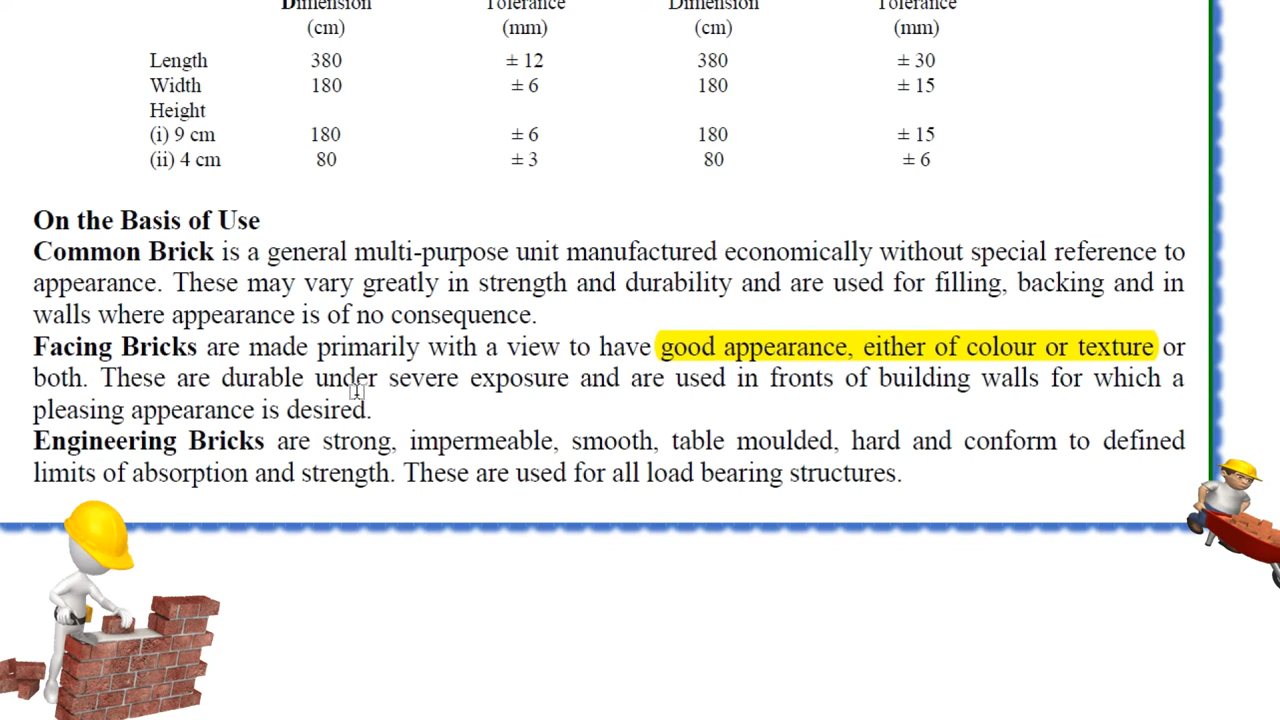 Dimension Tolerance Dimension Tolerance
(cm) (mm) (cm) (mm)
Length 380 ± 12 380 ± 30
Width 180 ± 6 180 ± 15
Height
(i) 9 cm 180 ± 6 180 ± 15
(ii) 4 cm 80 ± 3 80 ± 6
On the Basis of Use
Common Brick is a general multi-purpose unit manufactured economically without special reference to
appearance. These may vary greatly in strength and durability and are used for filling, backing and in
walls where appearance is of no consequence.
Facing Bricks are made primarily with a view to have good appearance, either of colour or texture or
both. These are durable under severe exposure and are used in fronts of building walls for which a
pleasing appearance is desired.
Engineering Bricks are strong, impermeable, smooth, table moulded, hard and conform to defined
limits of absorption and strength. These are used for all load bearing structures.